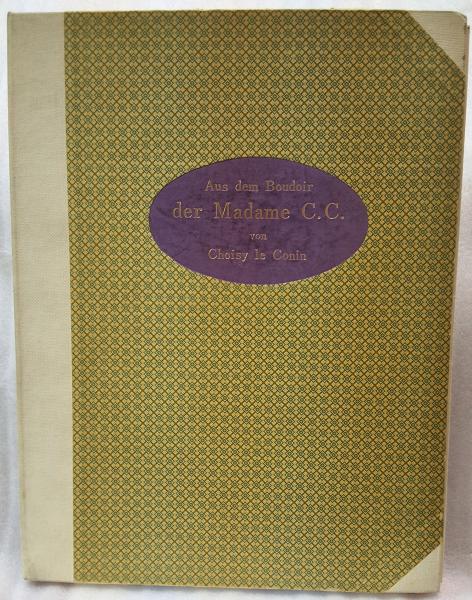 Aus dem Boudoir
der Madame C.C.
von
Choisy le Conin